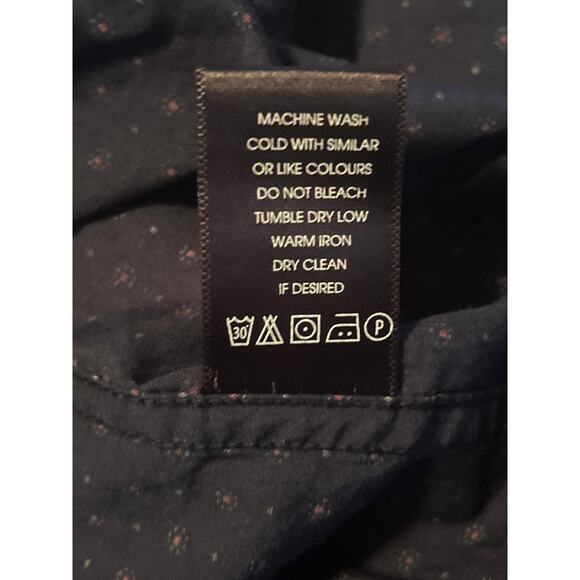 MACHINE WASH
COLD WITH SIMILAR
OR LIKE COLOURS
DO NOT BLEACH
TUMBLE DRY LOW
WARM IRON
DRY CLEAN
IF DESIRED
30° P